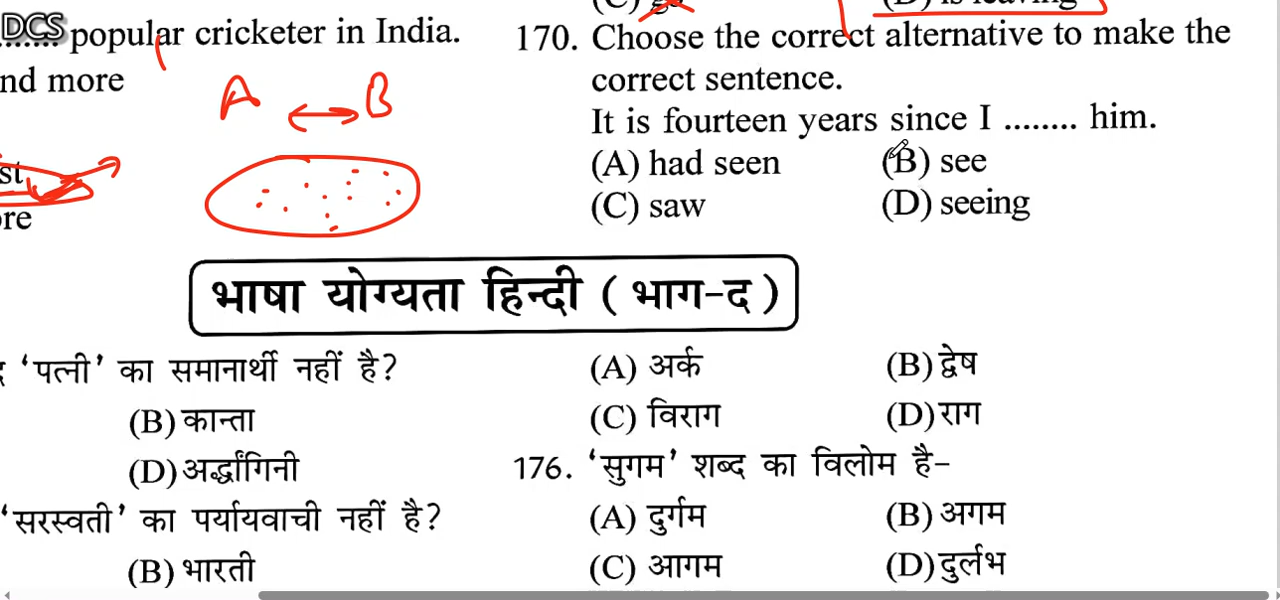 DCS
........ popular cricketer in India.
nd more
A ↔ B
st
ore
(D) is leaving
170. Choose the correct alternative to make the
correct sentence.
It is fourteen years since I ........ him.
(A) had seen (B) see
(C) saw (D) seeing
भाषा योग्यता हिन्दी ( भाग-द )
‘पत्नी’ का समानार्थी नहीं है?
(B) कान्ता
(D) अर्द्धांगिनी
‘सरस्वती’ का पर्यायवाची नहीं है?
(B) भारती
(A) अर्क (B) द्वेष
(C) विराग (D) राग
176. ‘सुगम’ शब्द का विलोम है–
(A) दुर्गम (B) अगम
(C) आगम (D) दुर्लभ